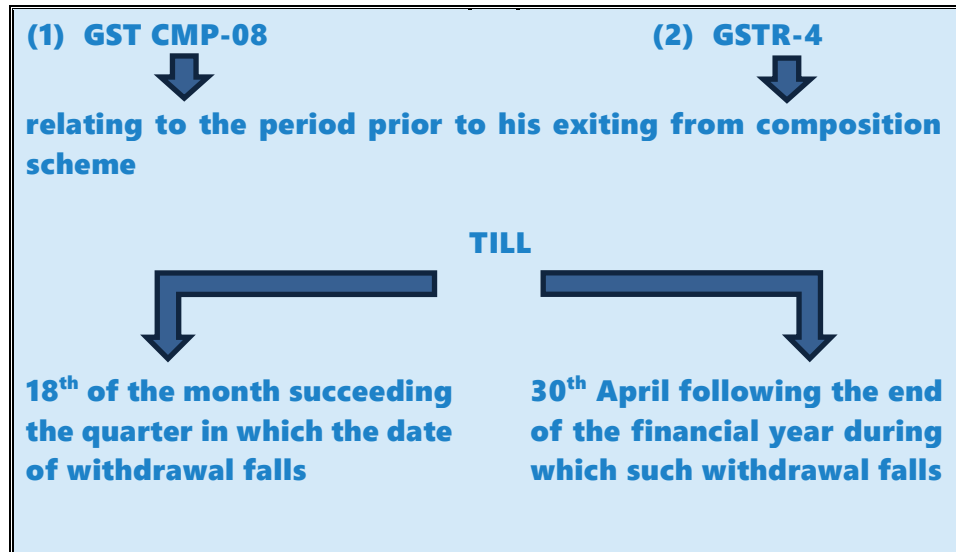 (1) GST CMP-08 (2) GSTR-4
relating to the period prior to his exiting from composition
scheme
TILL
18th of the month succeeding
the quarter in which the date
of withdrawal falls
30th April following the end
of the financial year during
which such withdrawal falls